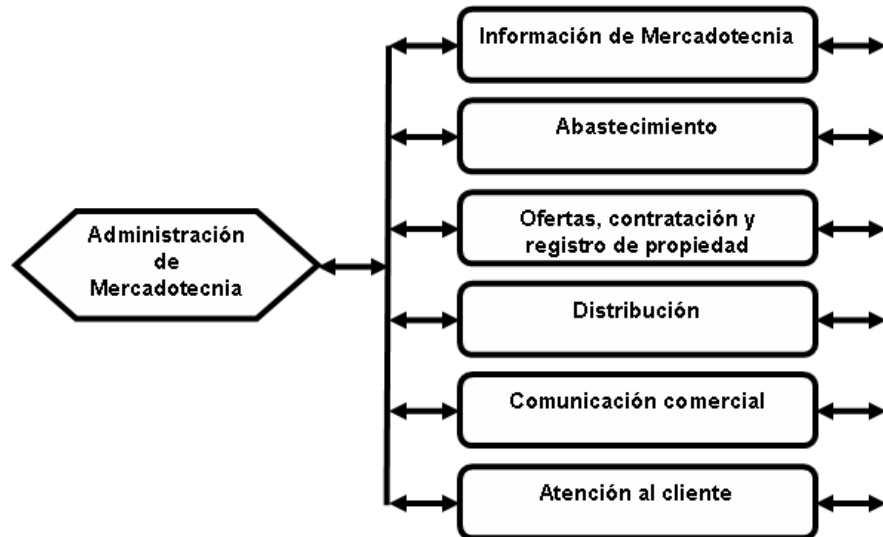 Información de Mercadotecnia
Abastecimiento
Ofertas, contratación y
registro de propiedad
Administración
de
Mercadotecnia
Distribución
Comunicación comercial
Atención al cliente